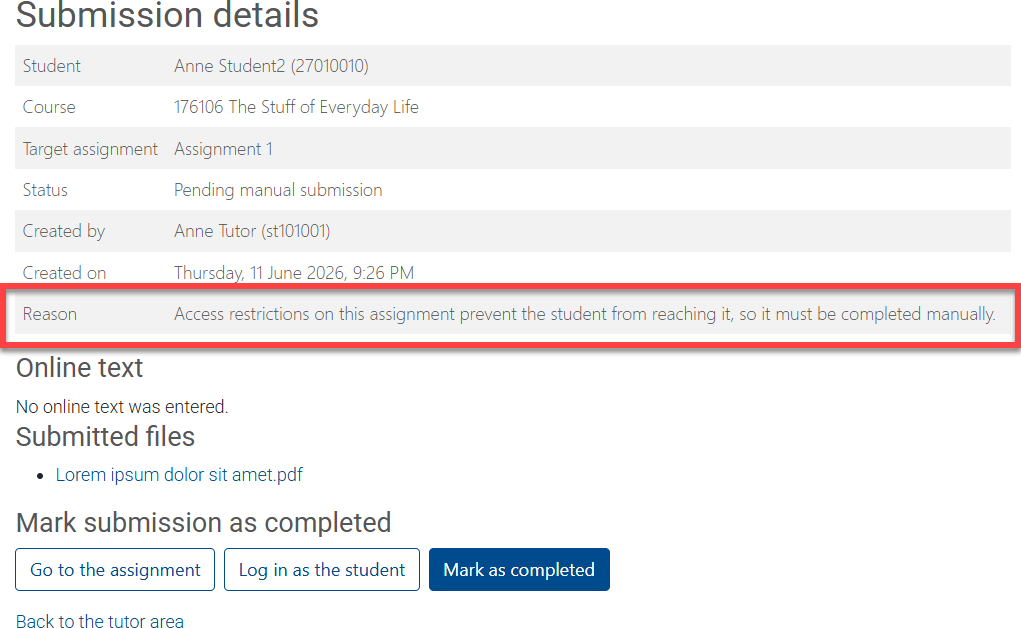 Submission details
Student Anne Student2 (27010010)
Course 176106 The Stuff of Everyday Life
Target assignment Assignment 1
Status Pending manual submission
Created by Anne Tutor (st101001)
Created on Thursday, 11 June 2026, 9:26 PM
Reason Access restrictions on this assignment prevent the student from reaching it, so it must be completed manually.
Online text
No online text was entered.
Submitted files
Lorem ipsum dolor sit amet.pdf
Mark submission as completed
Go to the assignment Log in as the student Mark as completed
Back to the tutor area